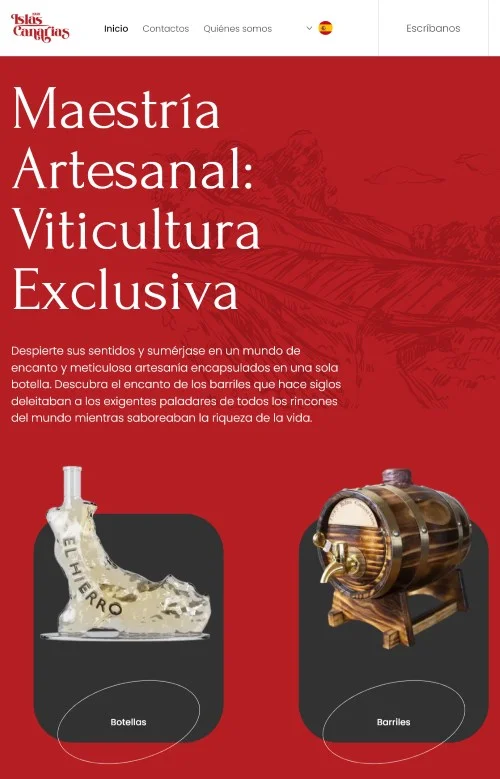 Islas
Canarias
Inicio
Contactos
Quiénes somos
Escríbanos
Maestría
Artesanal:
Viticultura
Exclusiva
Despierte sus sentidos y sumérjase en un mundo de
encanto y meticulosa artesanía encapsulados en una sola
botella. Descubra el encanto de los barriles que hace siglos
deleitaban a los exigentes paladares de todos los rincones
del mundo mientras saboreaban la riqueza de la vida.
EL HIERRO
Botellas
Barriles